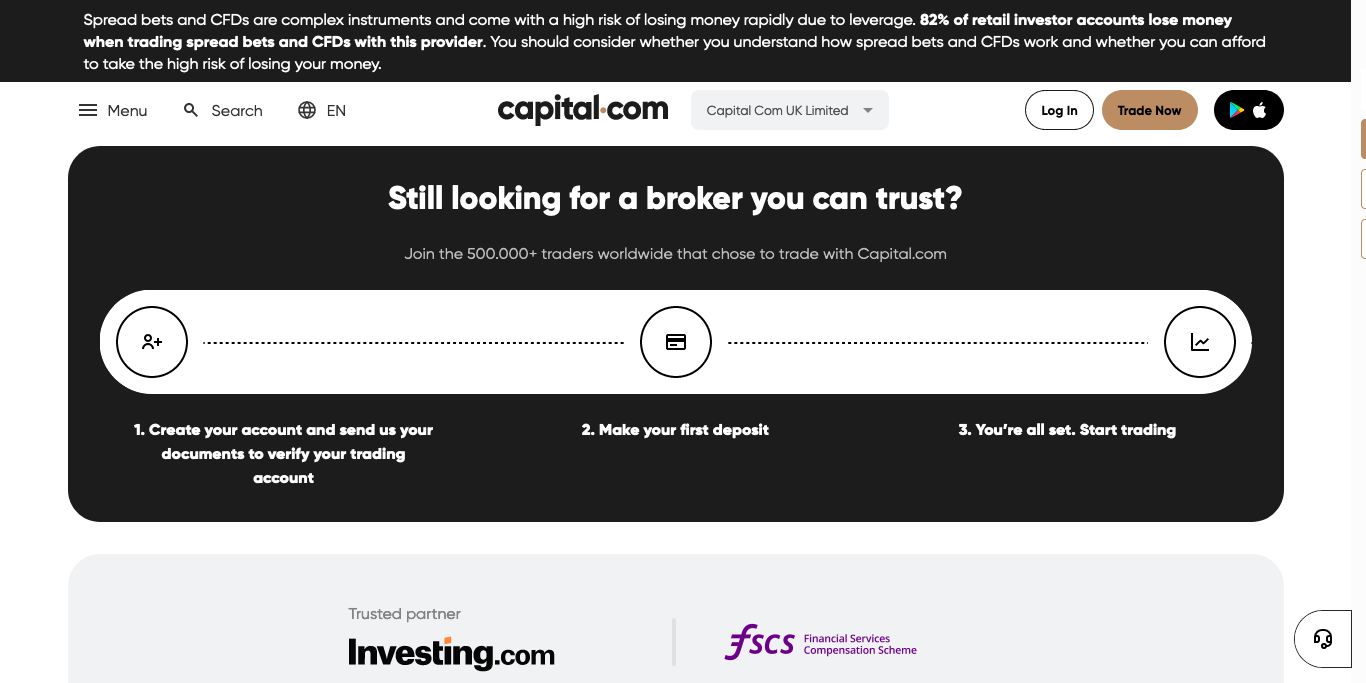 Spread bets and CFDs are complex instruments and come with a high risk of losing money rapidly due to leverage. 82% of retail investor accounts lose money
when trading spread bets and CFDs with this provider. You should consider whether you understand how spread bets and CFDs work and whether you can afford
to take the high risk of losing your money.
Menu
Search
EN
capital.com
Capital Com UK Limited
Log In
Trade Now
Still looking for a broker you can trust?
Join the 500.000+ traders worldwide that chose to trade with Capital.com
1. Create your account and send us your
documents to verify your trading
account
2. Make your first deposit
3. You’re all set. Start trading
Trusted partner
Investing.com
fscs
Financial Services
Compensation Scheme